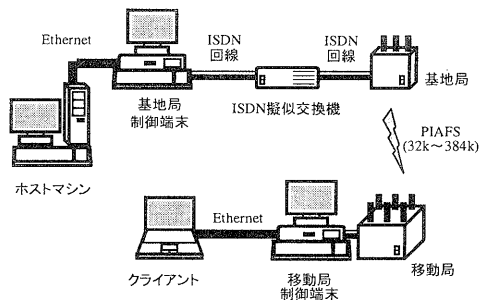 Ethernet
ISDN
回線
ISDN
回線
基地局
制御端末
ISDN擬似交換機
基地局
PIAFS
(32k～384k)
ホストマシン
Ethernet
クライアント
移動局
制御端末
移動局